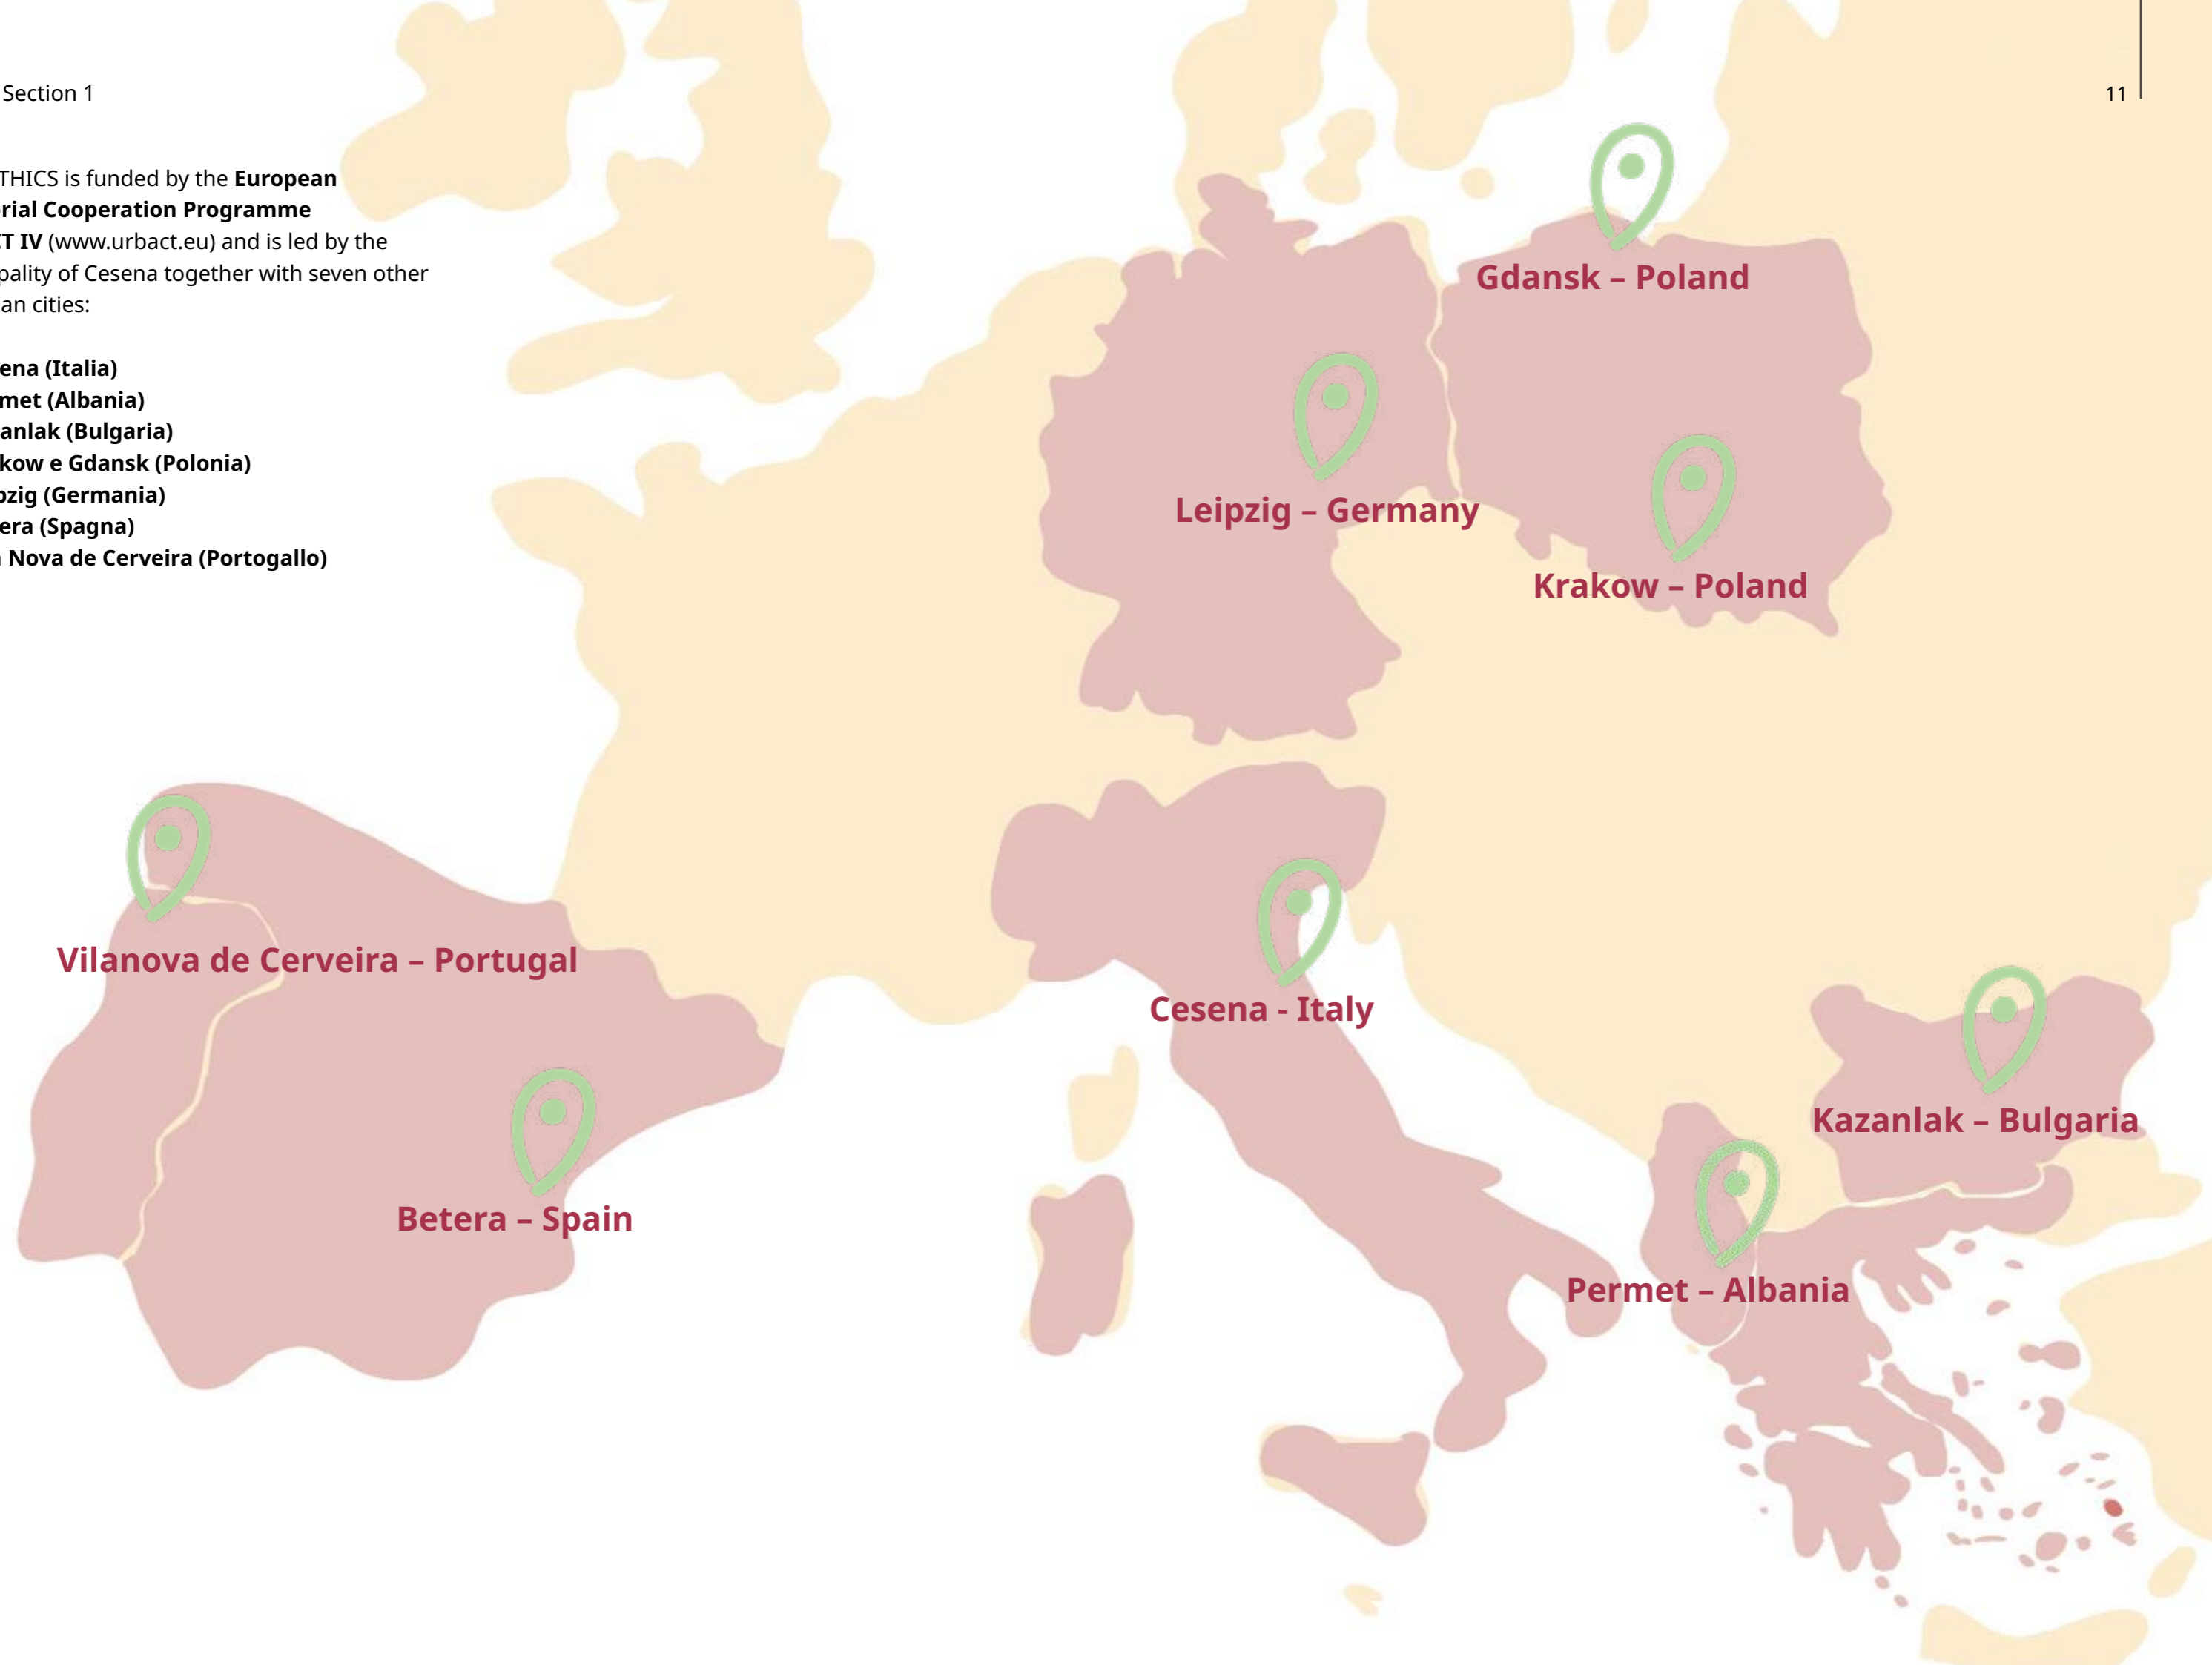 Section 1
11
THICS is funded by the European
rial Cooperation Programme
T IV (www.urbact.eu) and is led by the
pality of Cesena together with seven other
an cities:
ena (Italia)
met (Albania)
anlak (Bulgaria)
kow e Gdansk (Polonia)
pzig (Germania)
era (Spagna)
Nova de Cerveira (Portogallo)
Gdansk – Poland
Leipzig – Germany
Krakow – Poland
Vilanova de Cerveira – Portugal
Cesena - Italy
Kazanlak – Bulgaria
Betera – Spain
Permet – Albania